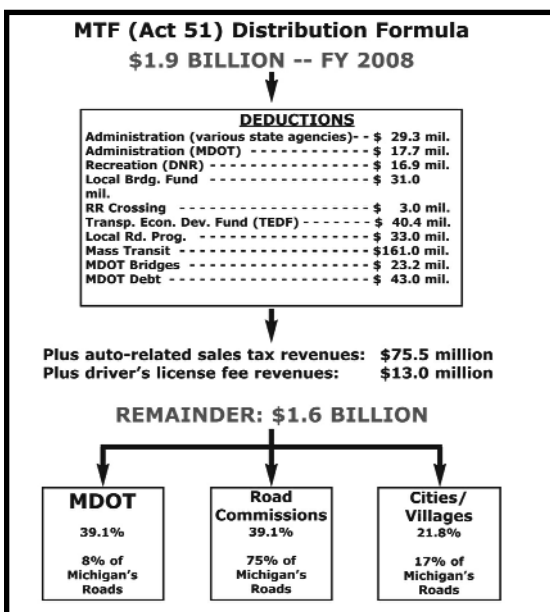 MTF (Act 51) Distribution Formula
$1.9 BILLION -- FY 2008
DEDUCTIONS
Administration (various state agencies)- - $ 29.3 mil.
Administration (MDOT) - - - - - - - - - - - - $ 17.7 mil.
Recreation (DNR) - - - - - - - - - - - - - - - - $ 16.9 mil.
Local Brdg. Fund - - - - - - - - - - - - - - - - $ 31.0
mil.
RR Crossing - - - - - - - - - - - - - - - - - - - $ 3.0 mil.
Transp. Econ. Dev. Fund (TEDF) - - - - - - - $ 40.4 mil.
Local Rd. Prog. - - - - - - - - - - - - - - - - - $ 33.0 mil.
Mass Transit - - - - - - - - - - - - - - - - - - - $161.0 mil.
MDOT Bridges - - - - - - - - - - - - - - - - - - $ 23.2 mil.
MDOT Debt - - - - - - - - - - - - - - - - - - - - $ 43.0 mil.
Plus auto-related sales tax revenues: $75.5 million
Plus driver's license fee revenues: $13.0 million
REMAINDER: $1.6 BILLION
MDOT
39.1%
8% of
Michigan's
Roads
Road
Commissions
39.1%
75% of
Michigan's
Roads
Cities/
Villages
21.8%
17% of
Michigan's
Roads